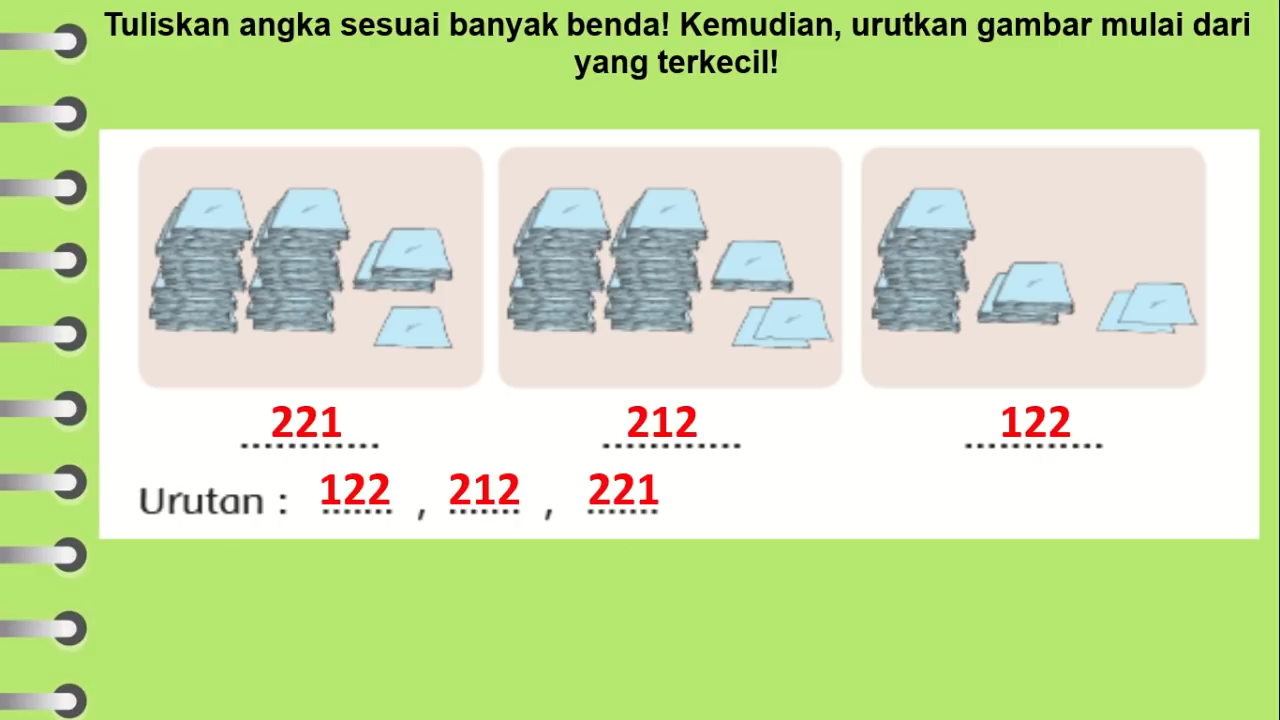 Tuliskan angka sesuai banyak benda! Kemudian, urutkan gambar mulai dari
yang terkecil!
221 212 122
Urutan : 122 , 212 , 221